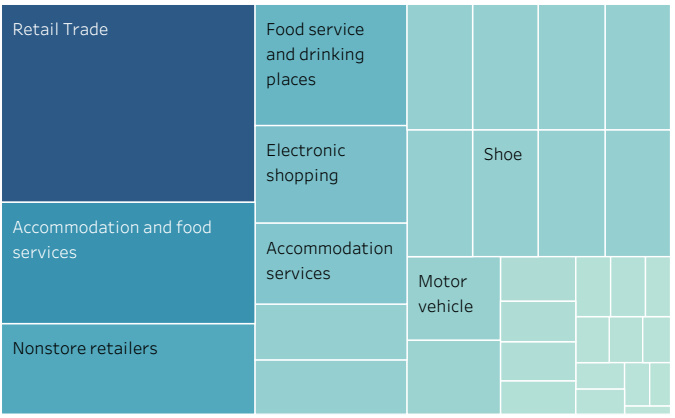 Retail Trade
Accommodation and food
services
Nonstore retailers
Food service
and drinking
places
Electronic
shopping
Accommodation
services
Shoe
Motor
vehicle